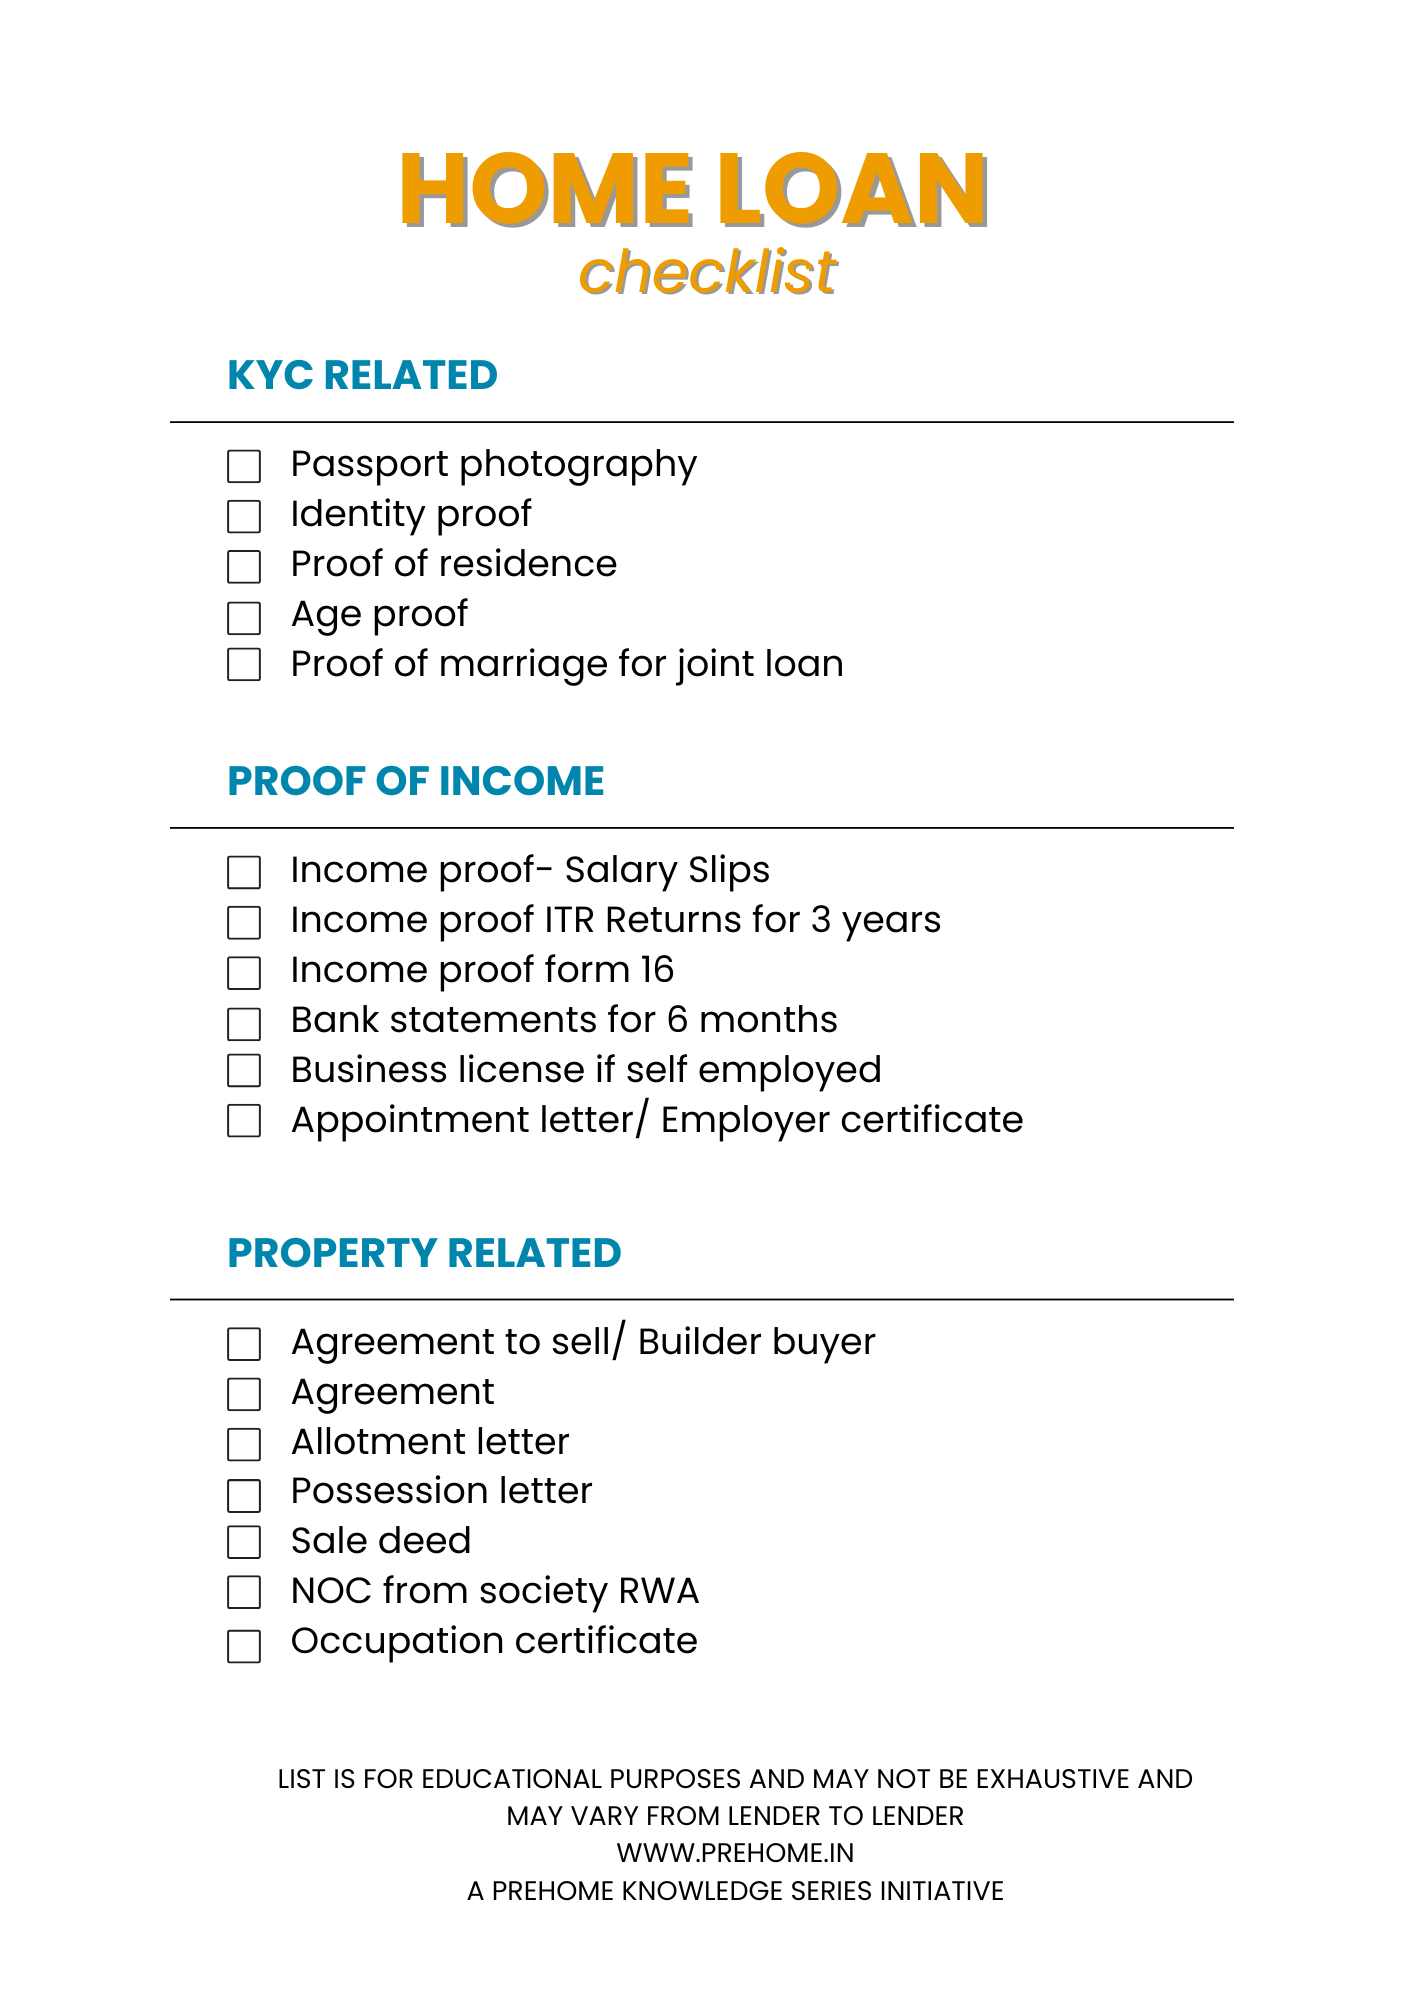 HOME LOAN
checklist
KYC RELATED
Passport photography
Identity proof
Proof of residence
Age proof
Proof of marriage for joint loan
PROOF OF INCOME
Income proof- Salary Slips
Income proof ITR Returns for 3 years
Income proof form 16
Bank statements for 6 months
Business license if self employed
Appointment letter/ Employer certificate
PROPERTY RELATED
Agreement to sell/ Builder buyer
Agreement
Allotment letter
Possession letter
Sale deed
NOC from society RWA
Occupation certificate
LIST IS FOR EDUCATIONAL PURPOSES AND MAY NOT BE EXHAUSTIVE AND
MAY VARY FROM LENDER TO LENDER
WWW.PREHOME.IN
A PREHOME KNOWLEDGE SERIES INITIATIVE